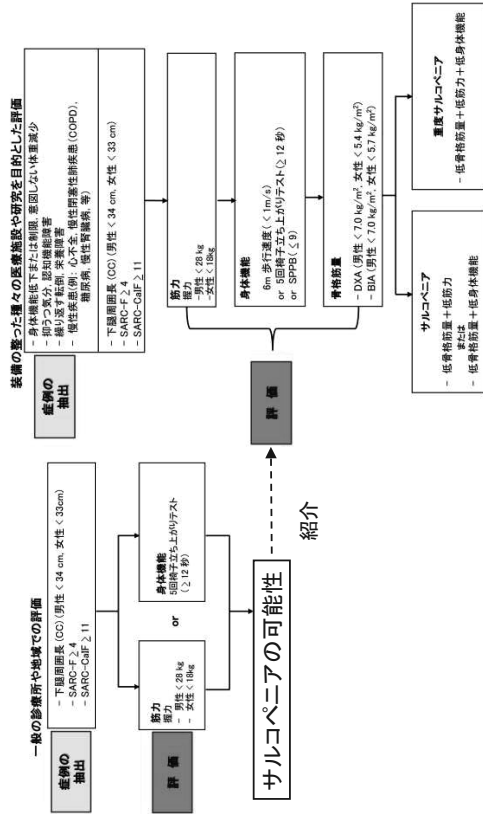 一般の診療所や地域での評価
症例の
抽出
- 下腿周囲長 (CC) (男性 < 34 cm, 女性 < 33cm)
- SARC-F ≥ 4
- SARC-CalF ≥ 11
評 価
筋力
握力
- 男性 < 28 kg
- 女性 < 18kg
or
身体機能
5回椅子立ち上がりテスト
(≥ 12 秒)
サルコペニアの可能性
紹介
装備の整った種々の医療施設や研究を目的とした評価
症例の
抽出
- 身体機能低下または制限, 意図しない体重減少
- 抑うつ気分, 認知機能障害
- 繰り返す転倒, 栄養障害
- 慢性疾患(例: 心不全, 慢性閉塞性肺疾患(COPD),
糖尿病, 慢性腎臓病, 等)
- 下腿周囲長 (CC) (男性 < 34 cm, 女性 < 33 cm)
- SARC-F ≥ 4
- SARC-CalF ≥ 11
評 価
筋力
握力
-男性 < 28 kg
-女性 < 18kg
身体機能
6m 歩行速度(< 1m/s)
or 5回椅子立ち上がりテスト(≥ 12 秒)
or SPPB (≤ 9)
骨格筋量
- DXA (男性 < 7.0 kg/m², 女性 < 5.4 kg/m²)
- BIA (男性 < 7.0 kg/m², 女性 < 5.7 kg/m²)
サルコペニア
- 低骨格筋量+低筋力
または
- 低骨格筋量+低身体機能
重度サルコペニア
- 低骨格筋量+低筋力+低身体機能